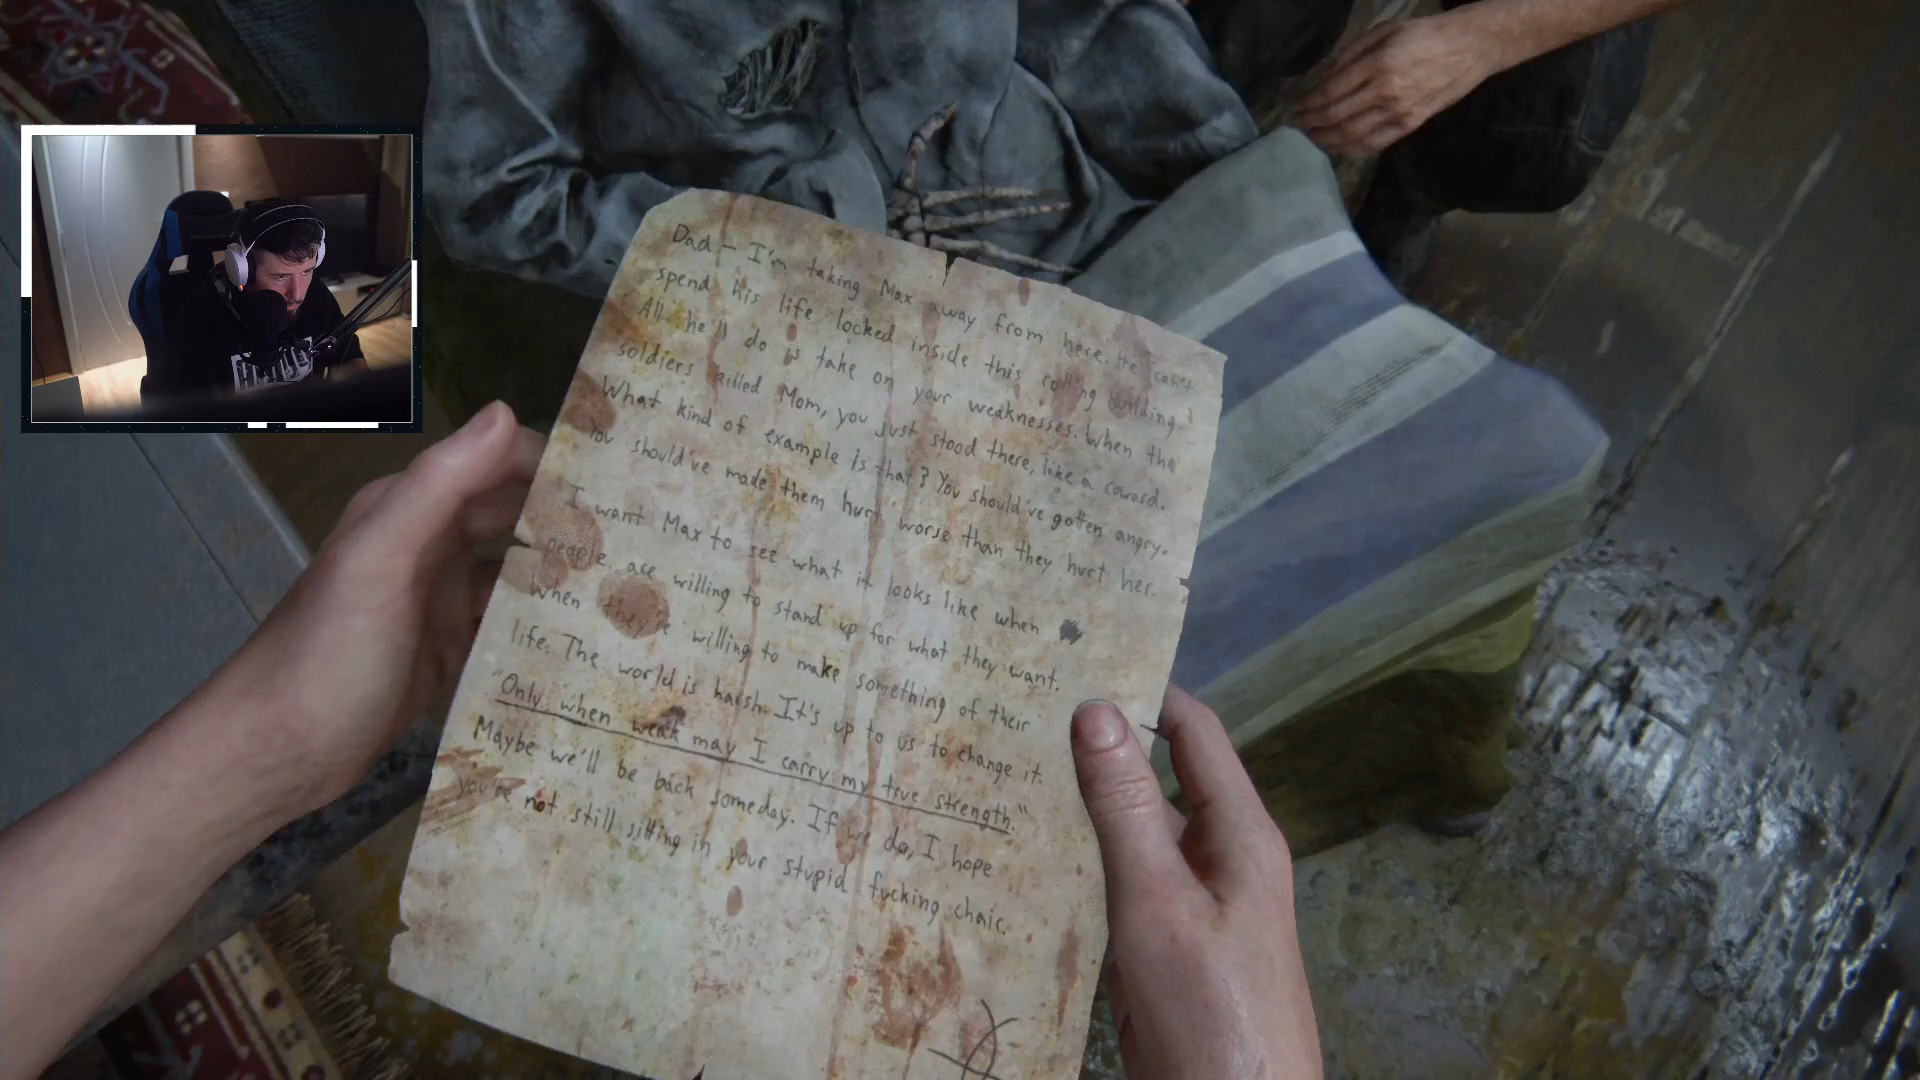 Dad - I'm taking Max away from here. He can't
spend his life locked inside this rotting building.
All he'll do is take on your weaknesses. When the
soldiers killed Mom, you just stood there, like a coward.
What kind of example is that? You should've gotten angry.
You should've made them hurt worse than they hurt her.
I want Max to see what it looks like when
people are willing to stand up for what they want.
When they're willing to make something of their
life. The world is harsh. It's up to us to change it.
"Only when weak may I carry my true strength."
Maybe we'll be back someday. If we do, I hope
you're not still sitting in your stupid fucking chair.